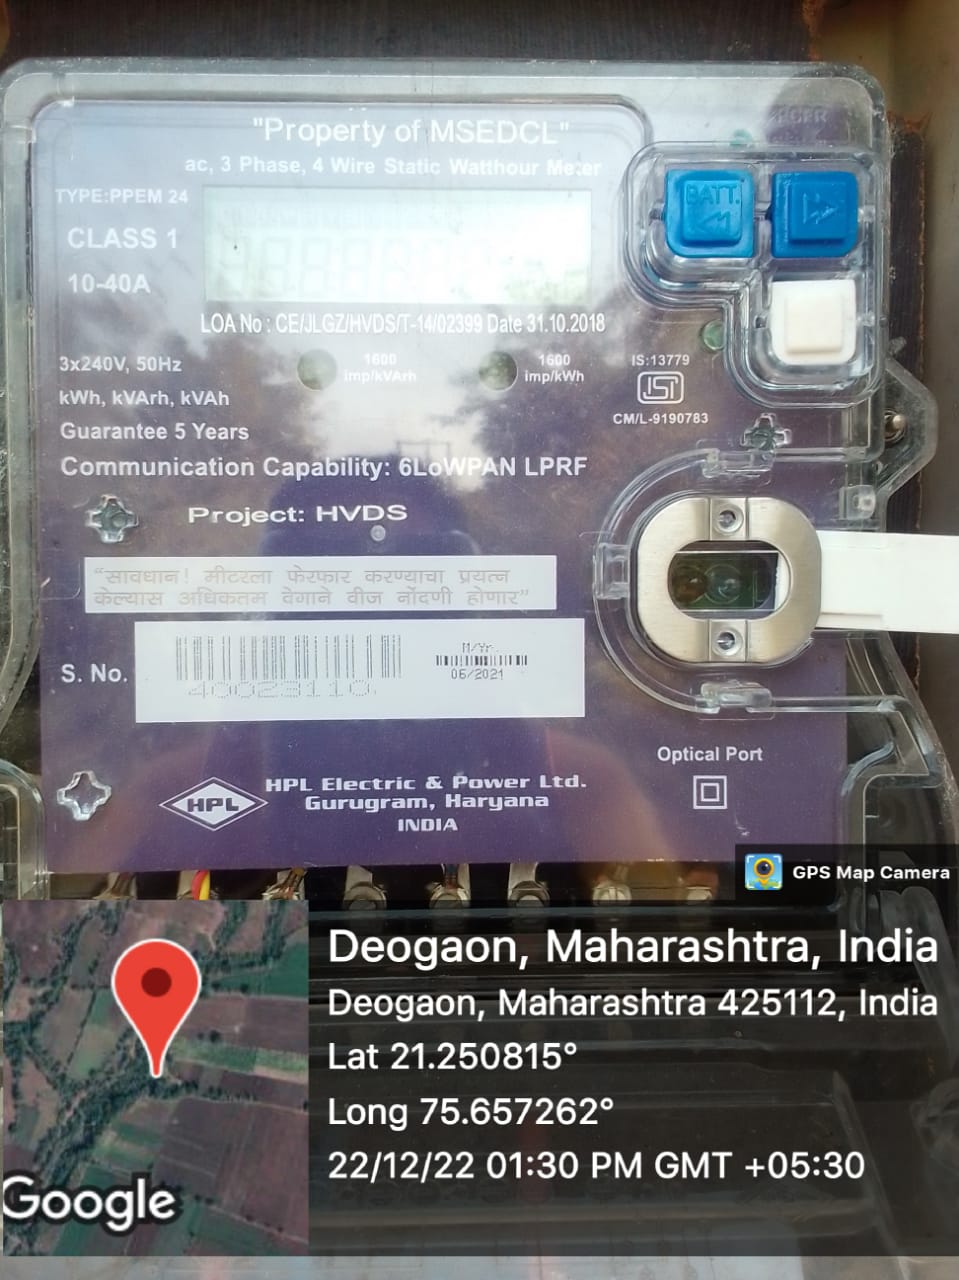 "Property of MSEDCL"
ac, 3 Phase, 4 Wire Static Watthour Meter
TYPE:PPEM 24
CLASS 1
10-40A
BATT.
LOA No : CE/JLGZ/HVDS/T-14/02399 Date 31.10.2018
3x240V, 50Hz
1600
imp/kVArh
1600
imp/kWh
IS:13779
ISI
CM/L-9190783
kWh, kVArh, kVAh
Guarantee 5 Years
Communication Capability: 6LoWPAN LPRF
Project: HVDS
“सावधान! मीटरला फेरफार करण्याचा प्रयत्न
केल्यास अधिकतम वेगाने वीज नोंदणी होणार”
S. No.
40023110
M/Yr.
06/2021
Optical Port
HPL
HPL Electric & Power Ltd.
Gurugram, Haryana
INDIA
GPS Map Camera
Deogaon, Maharashtra, India
Deogaon, Maharashtra 425112, India
Lat 21.250815°
Long 75.657262°
22/12/22 01:30 PM GMT +05:30
Google